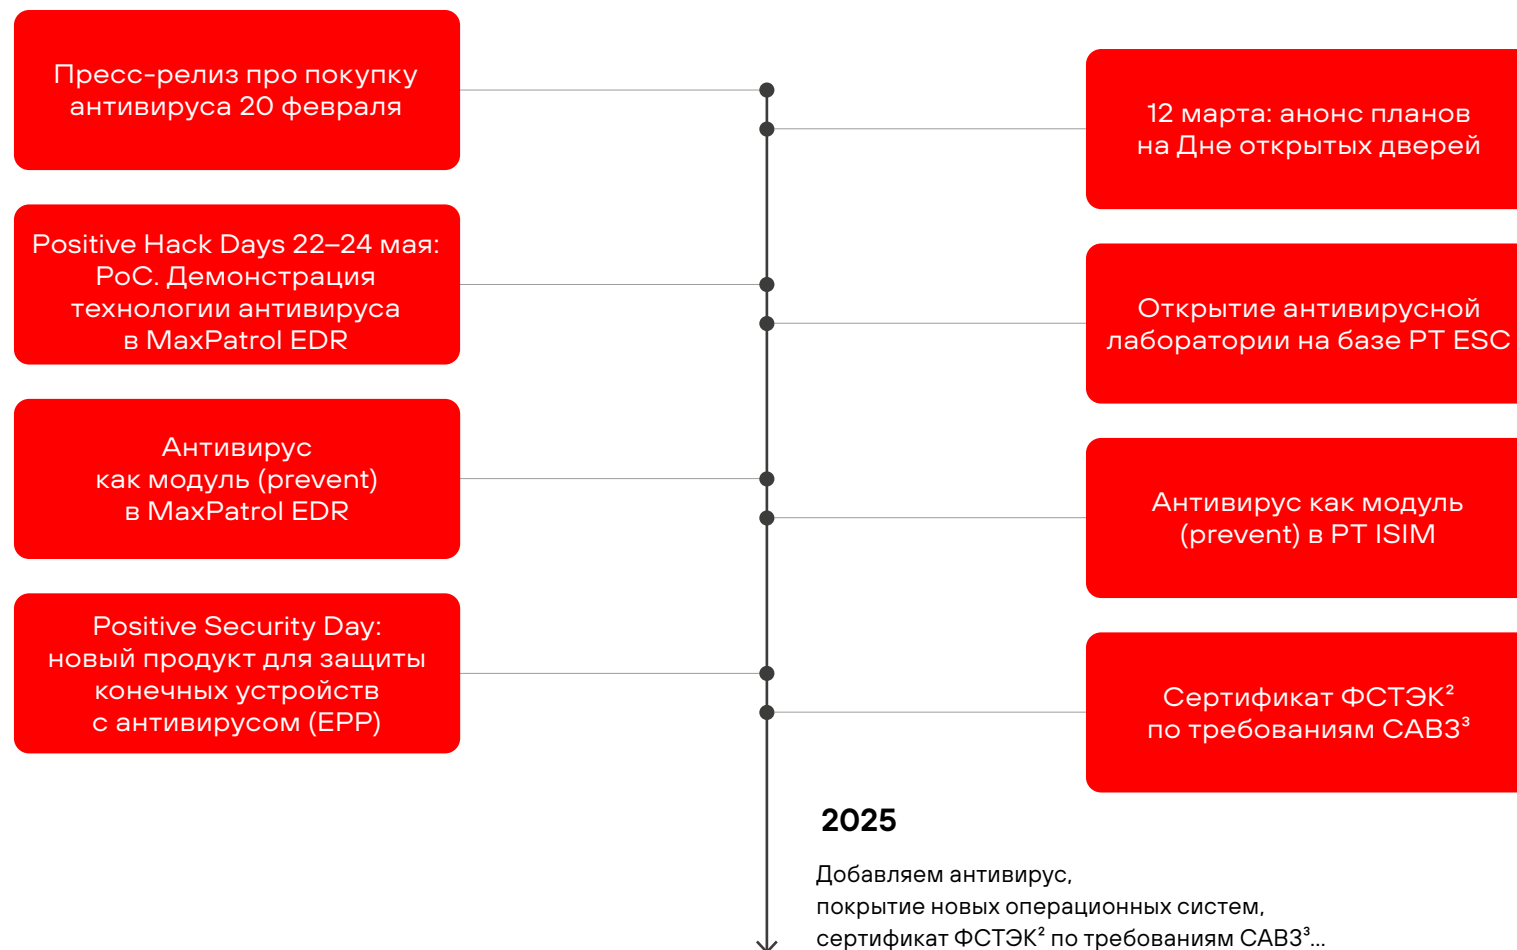 Пресс-релиз про покупку
антивируса 20 февраля
12 марта: анонс планов
на Дне открытых дверей
Positive Hack Days 22–24 мая:
PoC. Демонстрация
технологии антивируса
в MaxPatrol EDR
Открытие антивирусной
лаборатории на базе PT ESC
Антивирус
как модуль (prevent)
в MaxPatrol EDR
Антивирус как модуль
(prevent) в PT ISIM
Positive Security Day:
новый продукт для защиты
конечных устройств
с антивирусом (EPP)
Сертификат ФСТЭК²
по требованиям САВЗ³
2025
Добавляем антивирус,
покрытие новых операционных систем,
сертификат ФСТЭК² по требованиям САВЗ³...